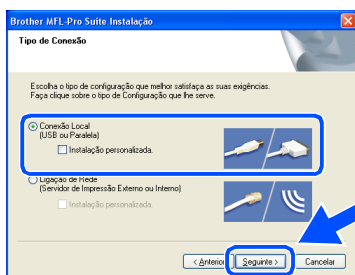 Brother MFL-Pro Suite Instalação
Tipo de Conexão
Escolha o tipo de configuração que melhor satisfaça as suas exigências.
Faça clique sobre o tipo de Configuração que lhe serve.
Conexão Local
(USB ou Paralela)
Instalação personalizada.
Ligação de Rede
(Servidor de Impressão Externo ou Interno)
Instalação personalizada.
< Anterior
Seguinte >
Cancelar